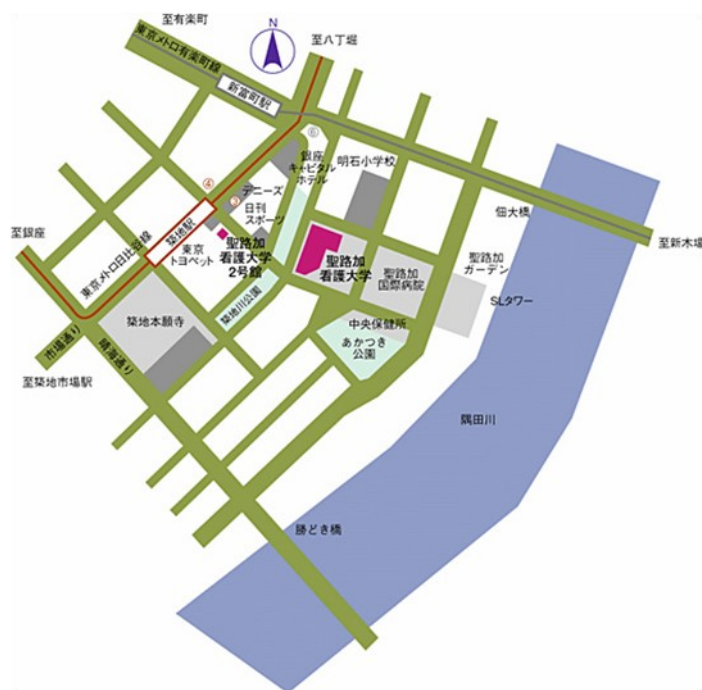 至有楽町
N
至八丁堀
東京メトロ有楽町線
新富町駅
⑥
銀座
キャピタル
ホテル
明石小学校
④
デニーズ
③
日刊
スポーツ
築地駅
佃大橋
至新木場
至銀座
東京メトロ日比谷線
東京
トヨペット
聖路加
看護大学
2号館
聖路加
看護大学
聖路加
国際病院
聖路加
ガーデン
SLタワー
築地川公園
築地本願寺
中央保健所
あかつき
公園
市場通り
晴海通り
至築地市場駅
隅田川
勝どき橋